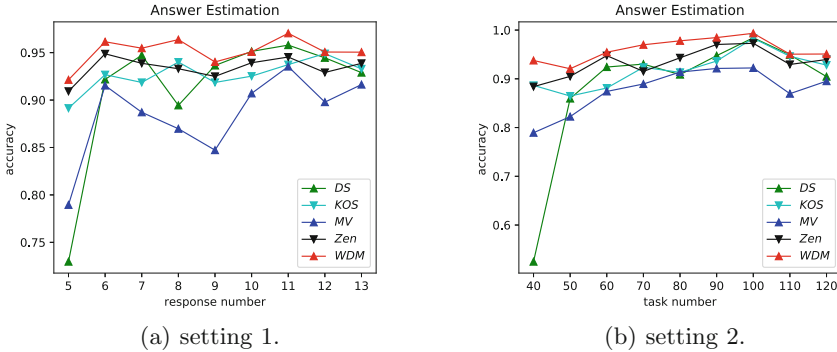 Answer Estimation
accuracy
0.95
0.90
0.85
0.80
0.75
5 6 7 8 9 10 11 12 13
response number
DS
KOS
MV
Zen
WDM
(a) setting 1.
Answer Estimation
accuracy
1.0
0.9
0.8
0.7
0.6
40 50 60 70 80 90 100 110 120
task number
DS
KOS
MV
Zen
WDM
(b) setting 2.